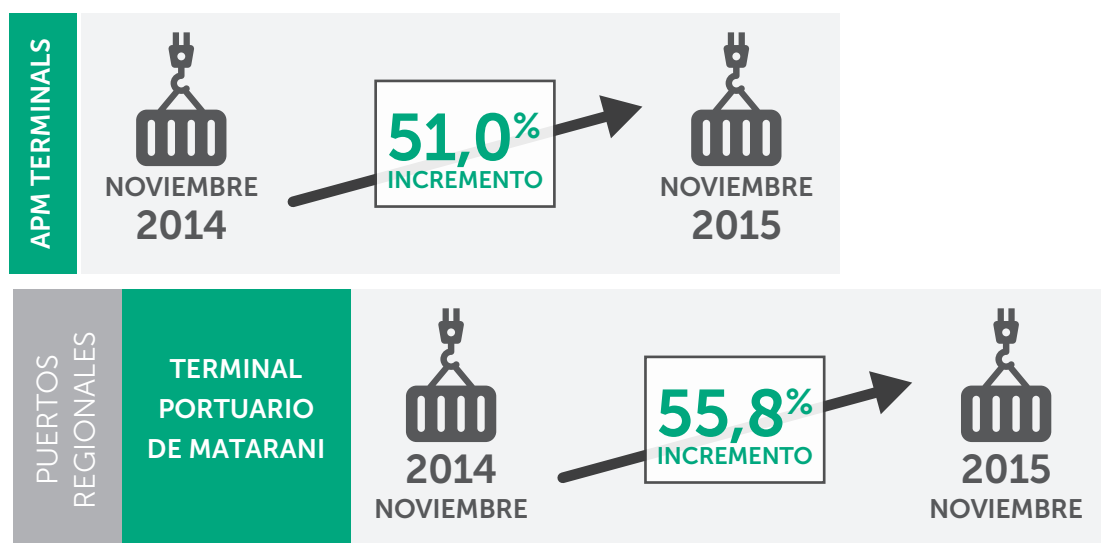 APM TERMINALS
NOVIEMBRE
2014
51,0%
INCREMENTO
NOVIEMBRE
2015
PUERTOS
REGIONALES
TERMINAL
PORTUARIO
DE MATARANI
2014
NOVIEMBRE
55,8%
INCREMENTO
2015
NOVIEMBRE